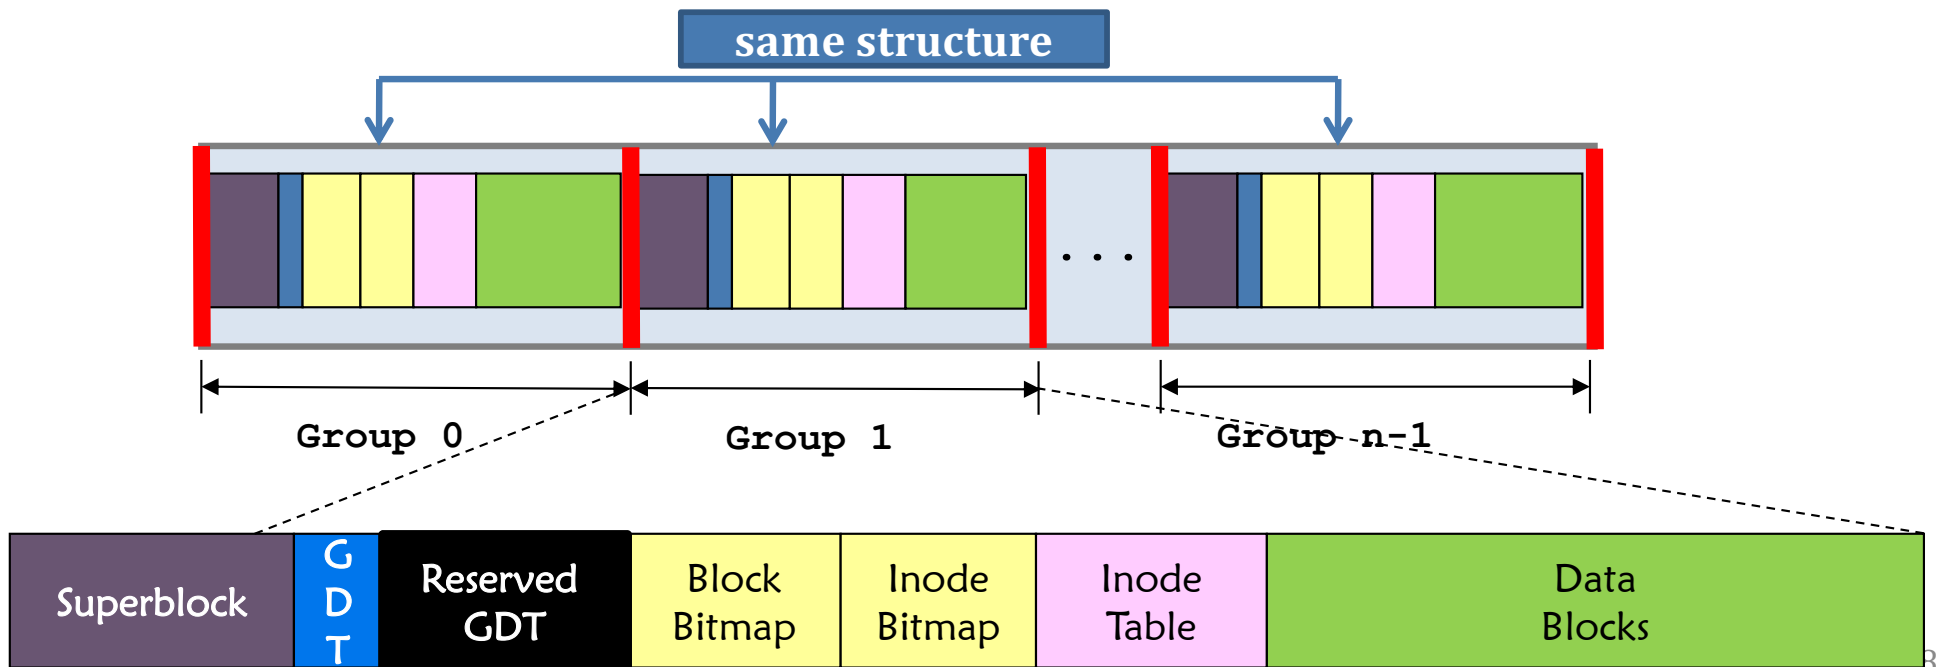 same structure
. . .
Group 0
Group 1
Group n-1
Superblock
G
D
T
Reserved
GDT
Block
Bitmap
Inode
Bitmap
Inode
Table
Data
Blocks
8